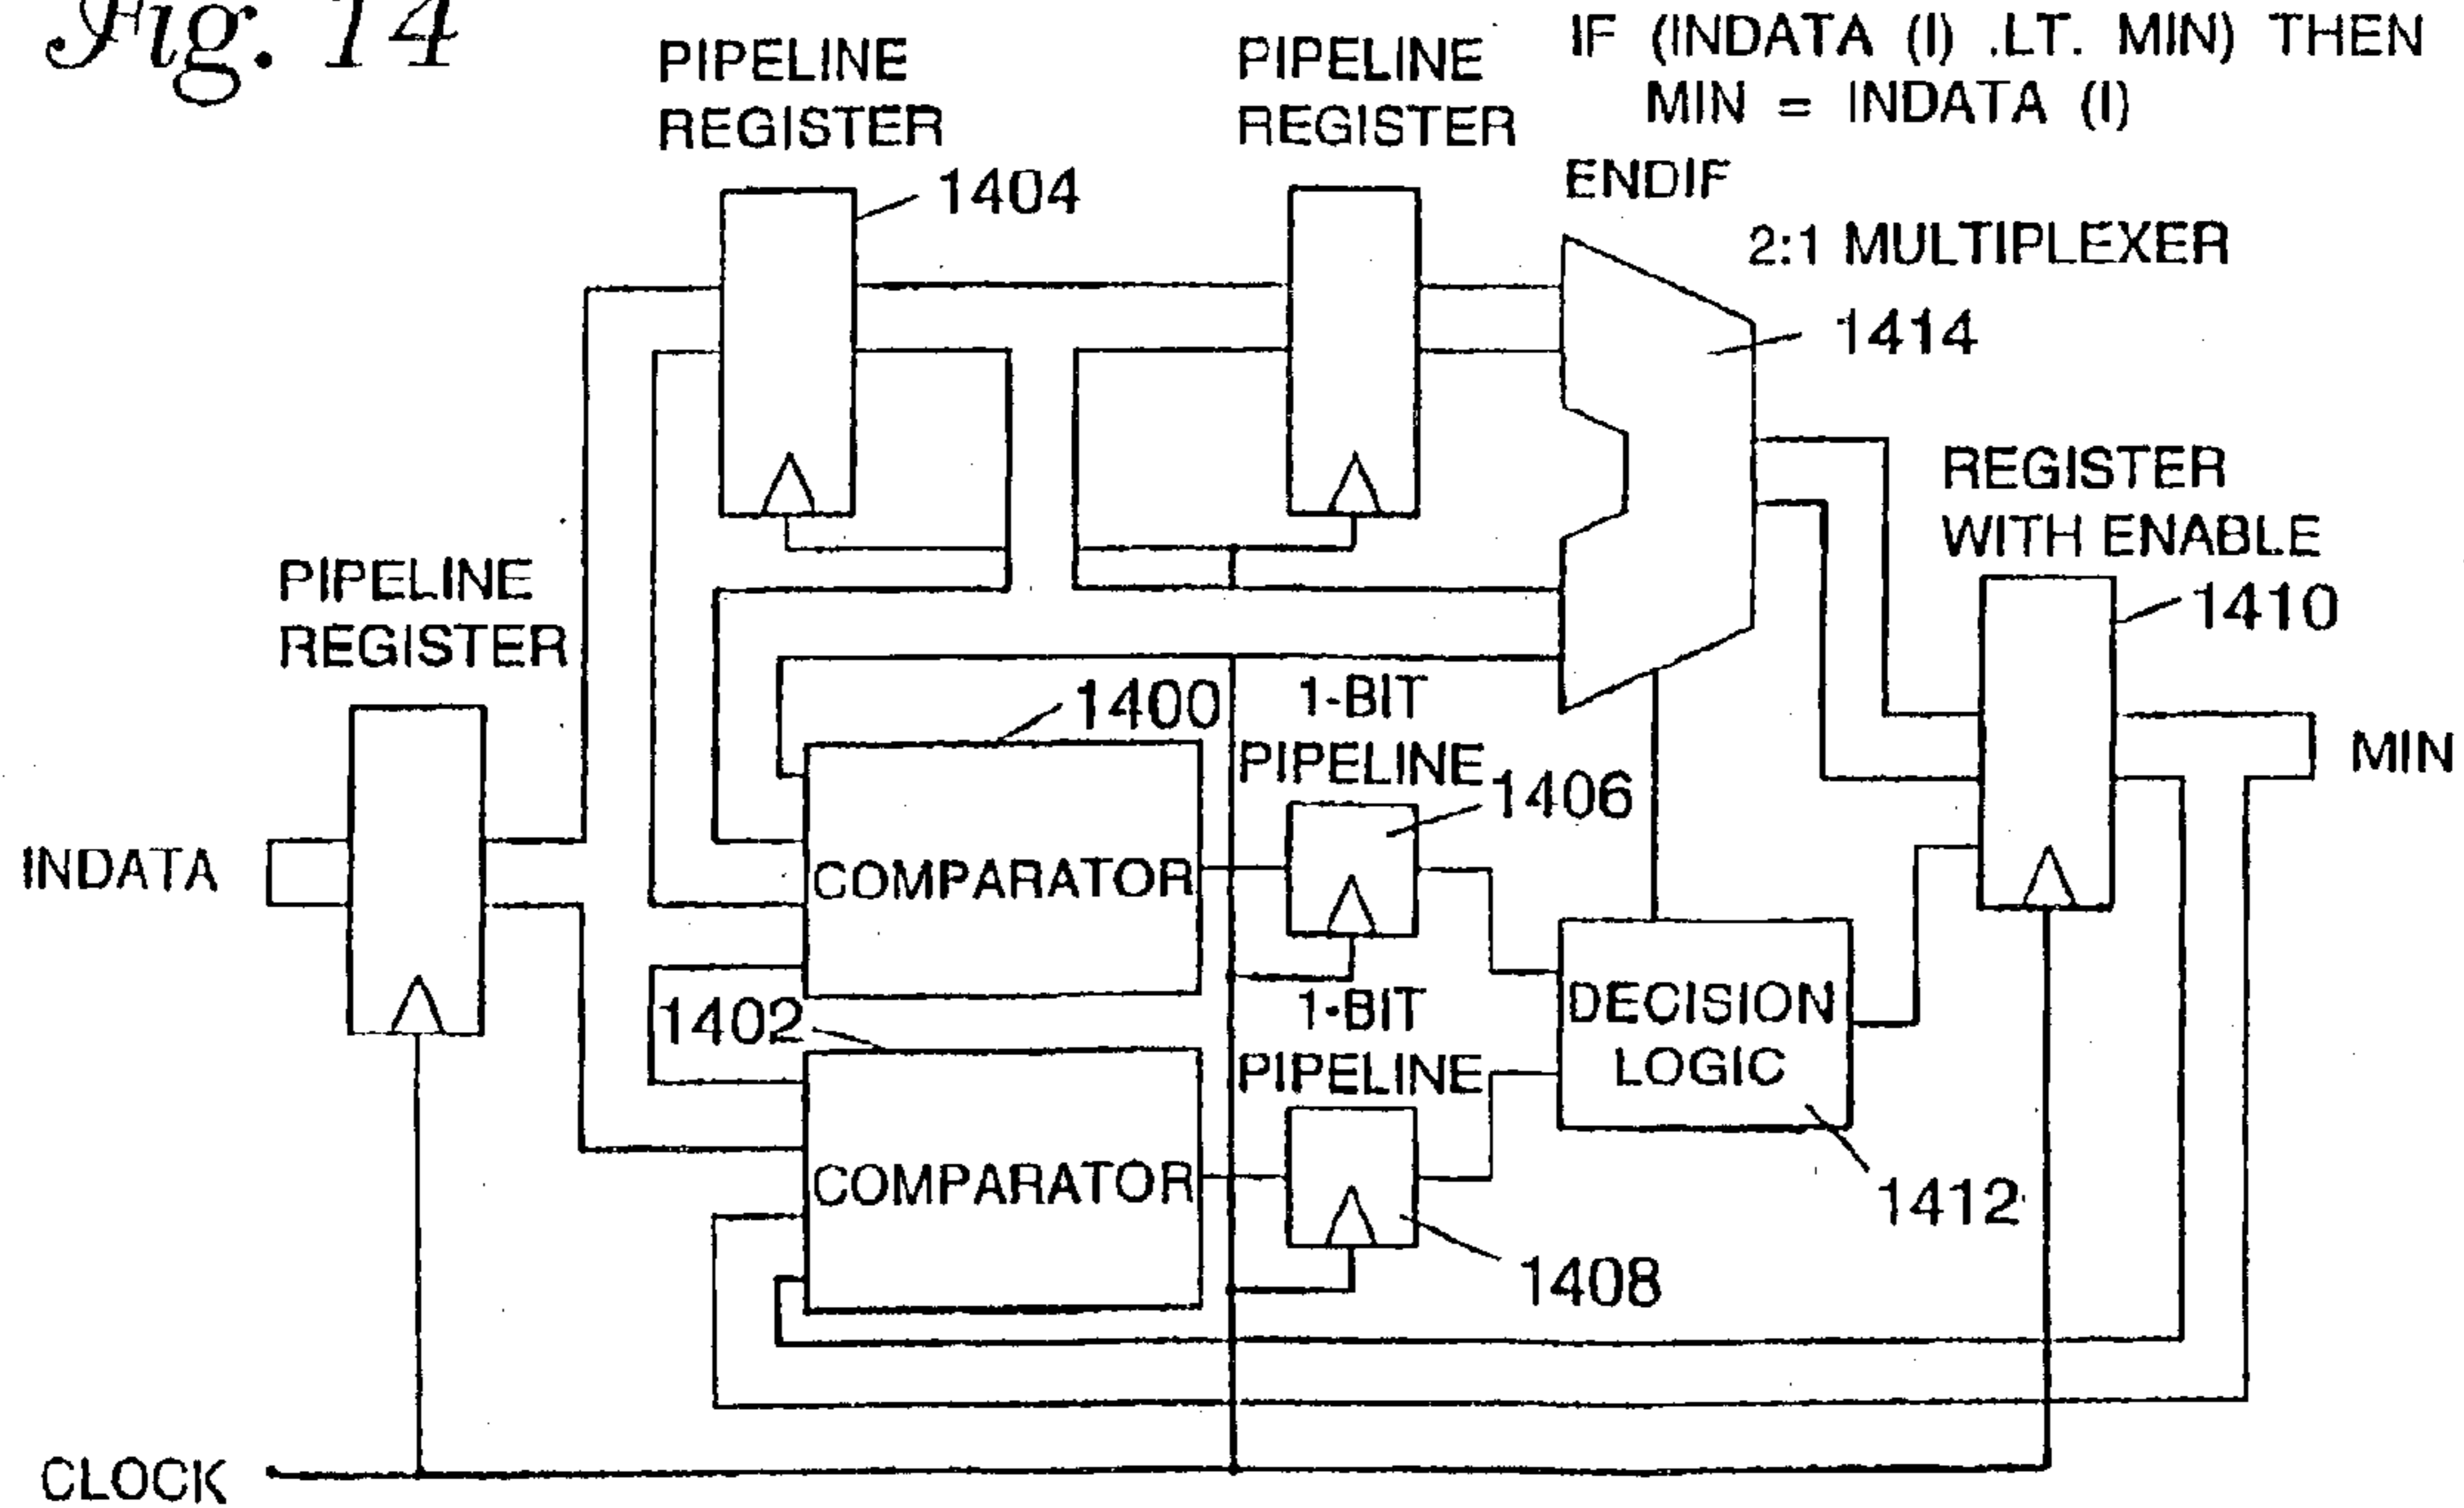 Fig. 14
PIPELINE
REGISTER
1404
PIPELINE
REGISTER
IF (INDATA (I) .LT. MIN) THEN
MIN = INDATA (I)
ENDIF
2:1 MULTIPLEXER
1414
REGISTER
WITH ENABLE
1410
PIPELINE
REGISTER
1400
1-BIT
PIPELINE
1406
MIN
INDATA
COMPARATOR
1402
1-BIT
PIPELINE
DECISION
LOGIC
COMPARATOR
1412
1408
CLOCK